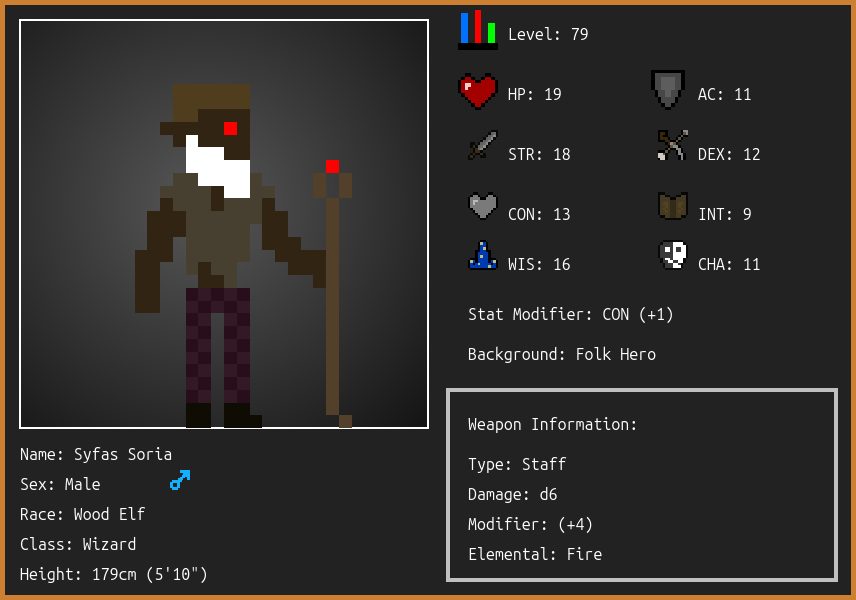 Level: 79
HP: 19
AC: 11
STR: 18
DEX: 12
CON: 13
INT: 9
WIS: 16
CHA: 11
Stat Modifier: CON (+1)
Background: Folk Hero
Weapon Information:
Type: Staff
Damage: d6
Modifier: (+4)
Elemental: Fire
Name: Syfas Soria
Sex: Male
Race: Wood Elf
Class: Wizard
Height: 179cm (5'10")